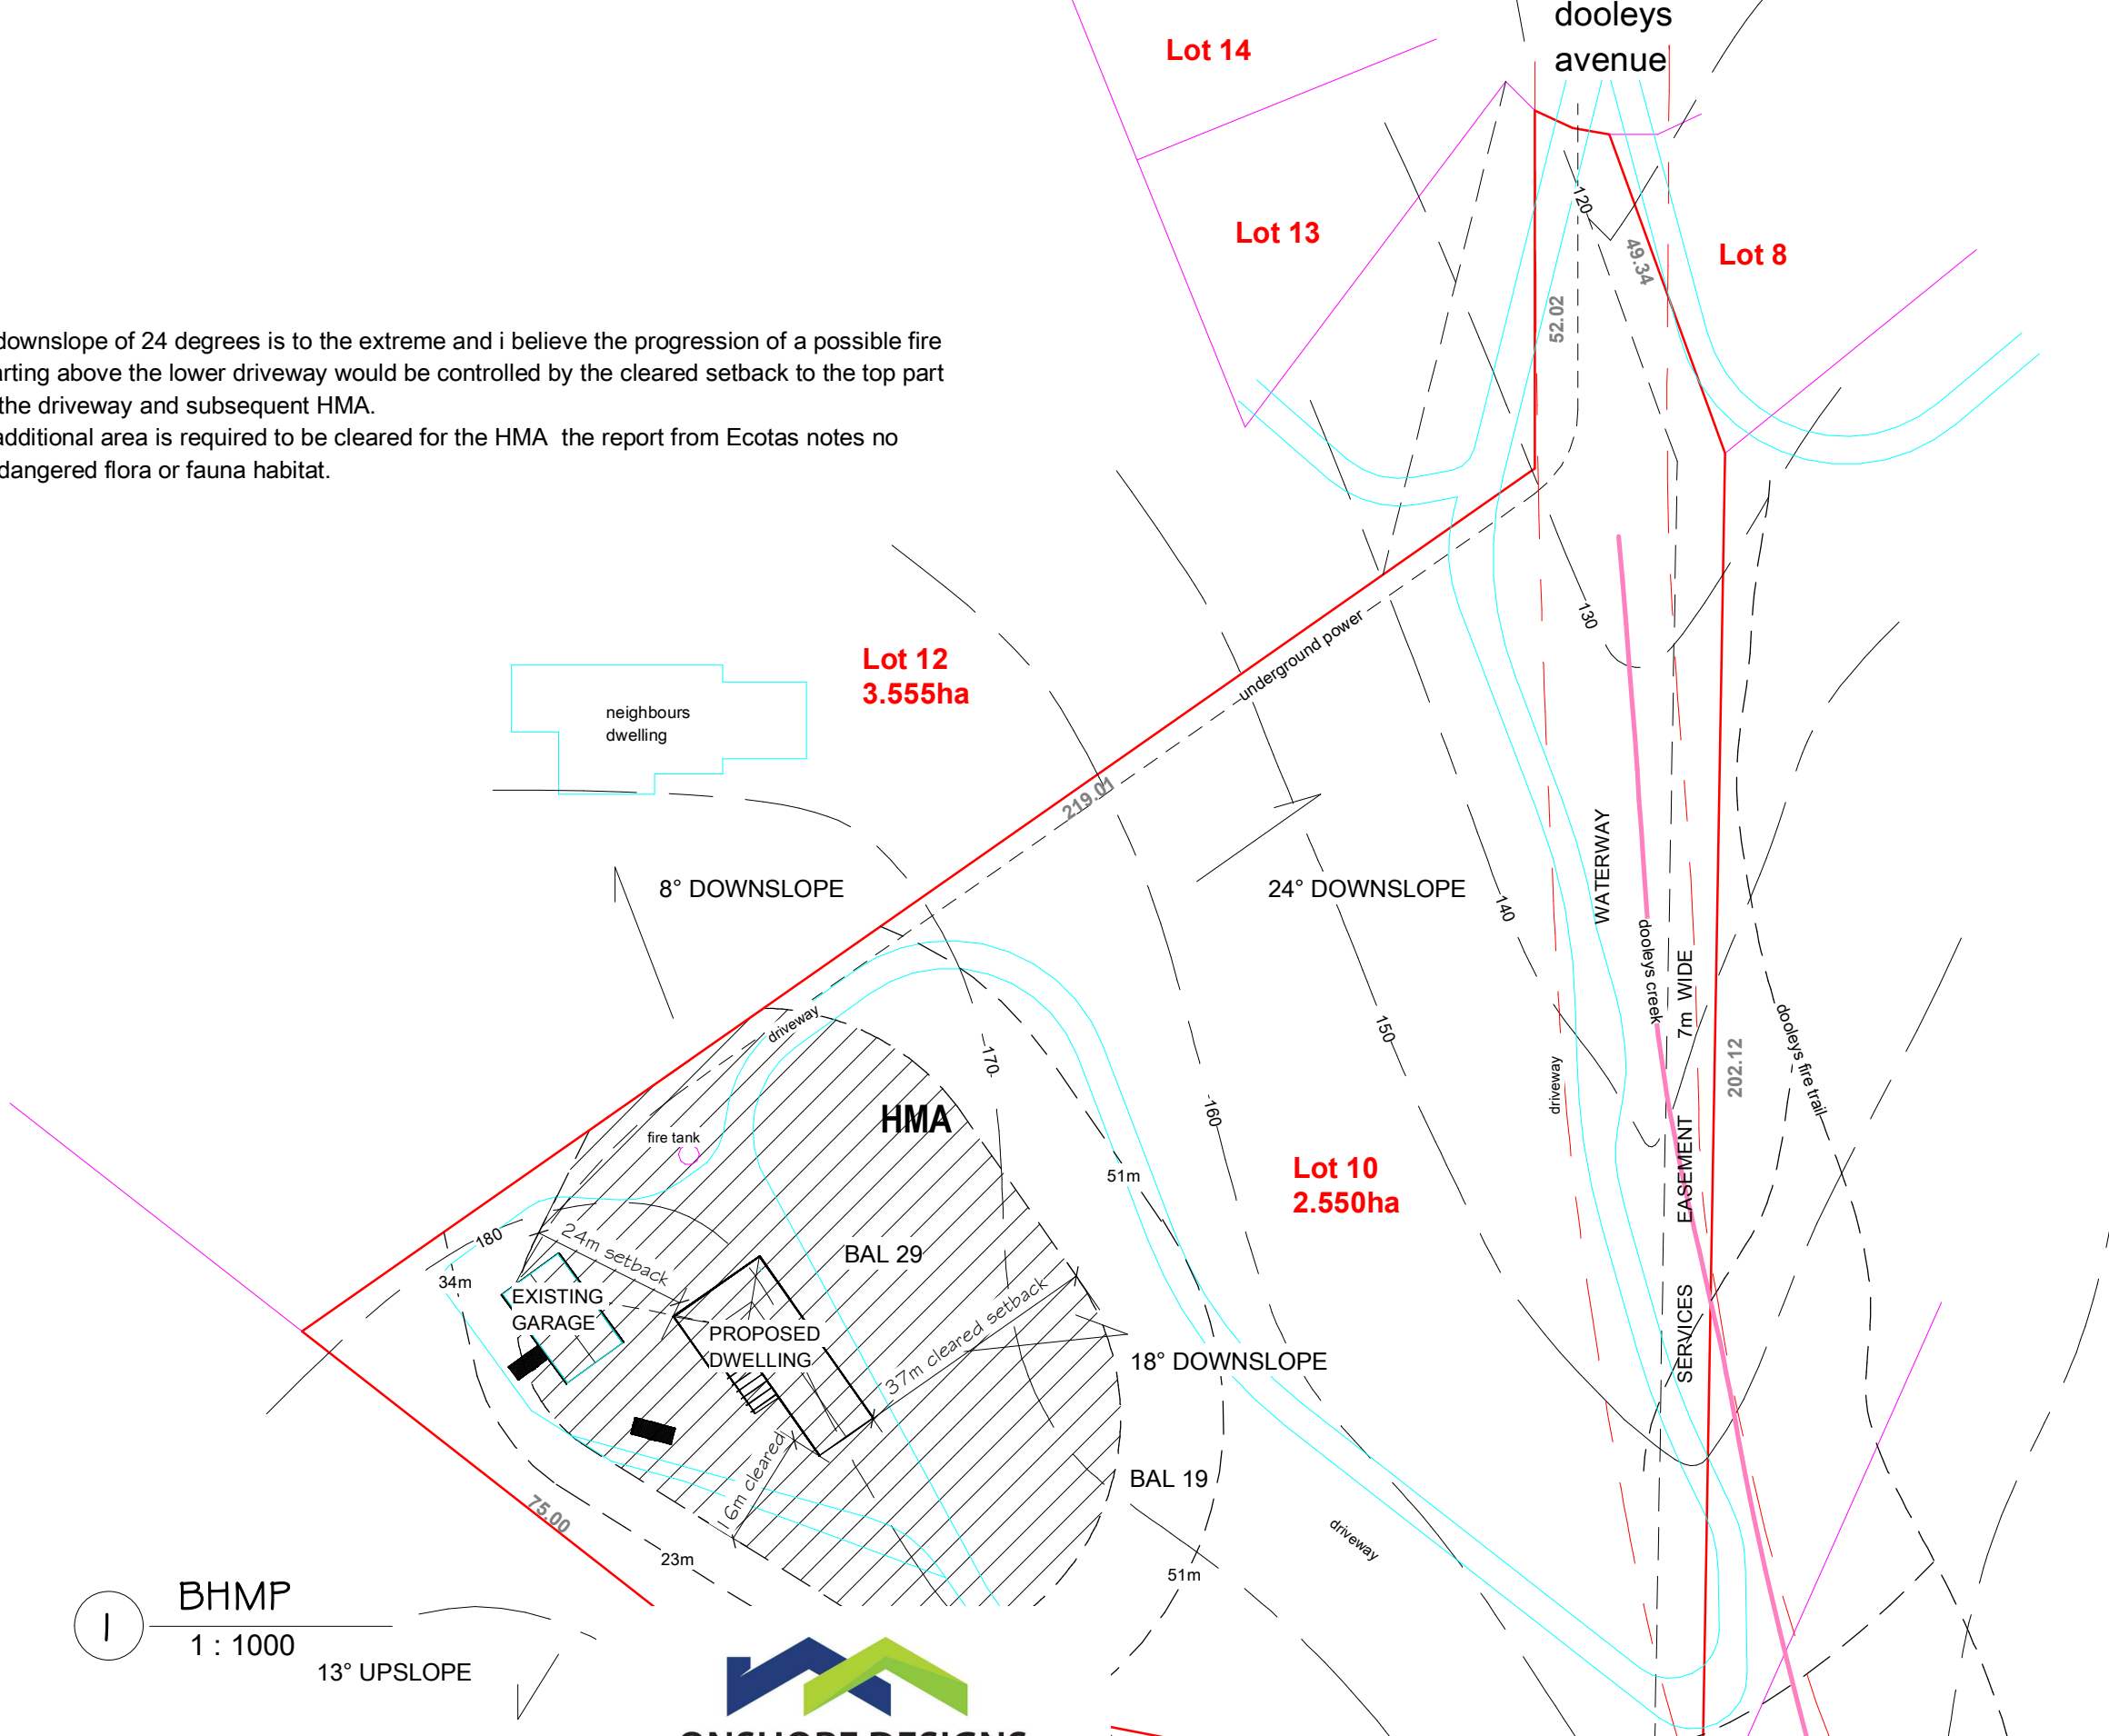 dooleys
avenue
Lot 14
Lot 13
Lot 8
120
49.34
52.02
downslope of 24 degrees is to the extreme and i believe the progression of a possible fire
rting above the lower driveway would be controlled by the cleared setback to the top part
the driveway and subsequent HMA.
additional area is required to be cleared for the HMA the report from Ecotas notes no
dangered flora or fauna habitat.
130
underground power
Lot 12
3.555ha
neighbours
dwelling
219.01
8° DOWNSLOPE
24° DOWNSLOPE
140
WATERWAY
dooleys creek
7m WIDE
EASEMENT
SERVICES
dooleys fire trail
202.12
driveway
150
160
170
driveway
HMA
fire tank
51m
Lot 10
2.550ha
180
24m setback
BAL 29
34m
EXISTING
GARAGE
37m cleared setback
PROPOSED
DWELLING
18° DOWNSLOPE
6m cleared
BAL 19
75.00
23m
51m
driveway
1
BHMP
1 : 1000
13° UPSLOPE
ONSHORE DESIGNS